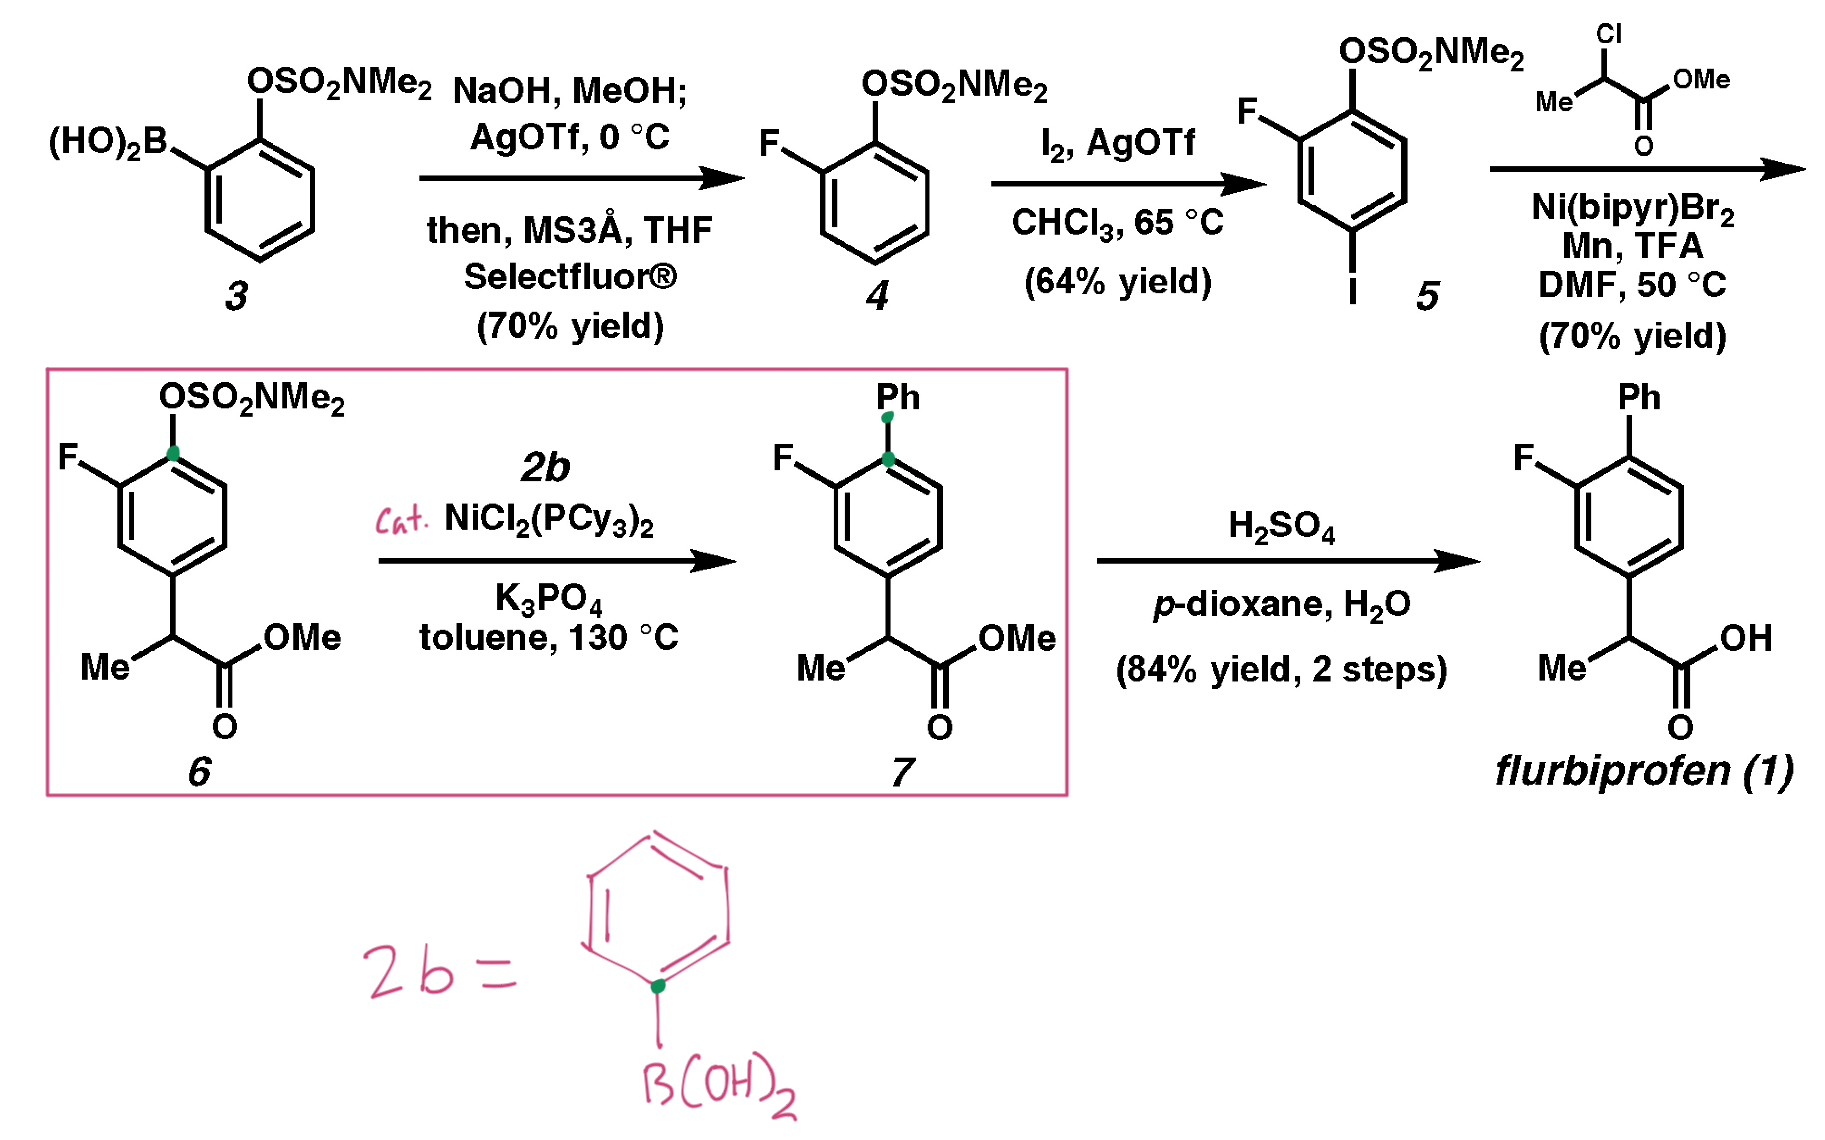 OSO2NMe2
(HO)2B
3
NaOH, MeOH;
AgOTf, 0 °C
then, MS3Å, THF
Selectfluor®
(70% yield)
OSO2NMe2
F
4
I2, AgOTf
CHCl3, 65 °C
(64% yield)
OSO2NMe2
F
I
5
Cl
Me
OMe
O
Ni(bipyr)Br2
Mn, TFA
DMF, 50 °C
(70% yield)
OSO2NMe2
F
Me
OMe
O
6
2b
Cat. NiCl2(PCy3)2
K3PO4
toluene, 130 °C
Ph
F
Me
OMe
O
7
H2SO4
p-dioxane, H2O
(84% yield, 2 steps)
Ph
F
Me
OH
O
flurbiprofen (1)
2b =
B(OH)2